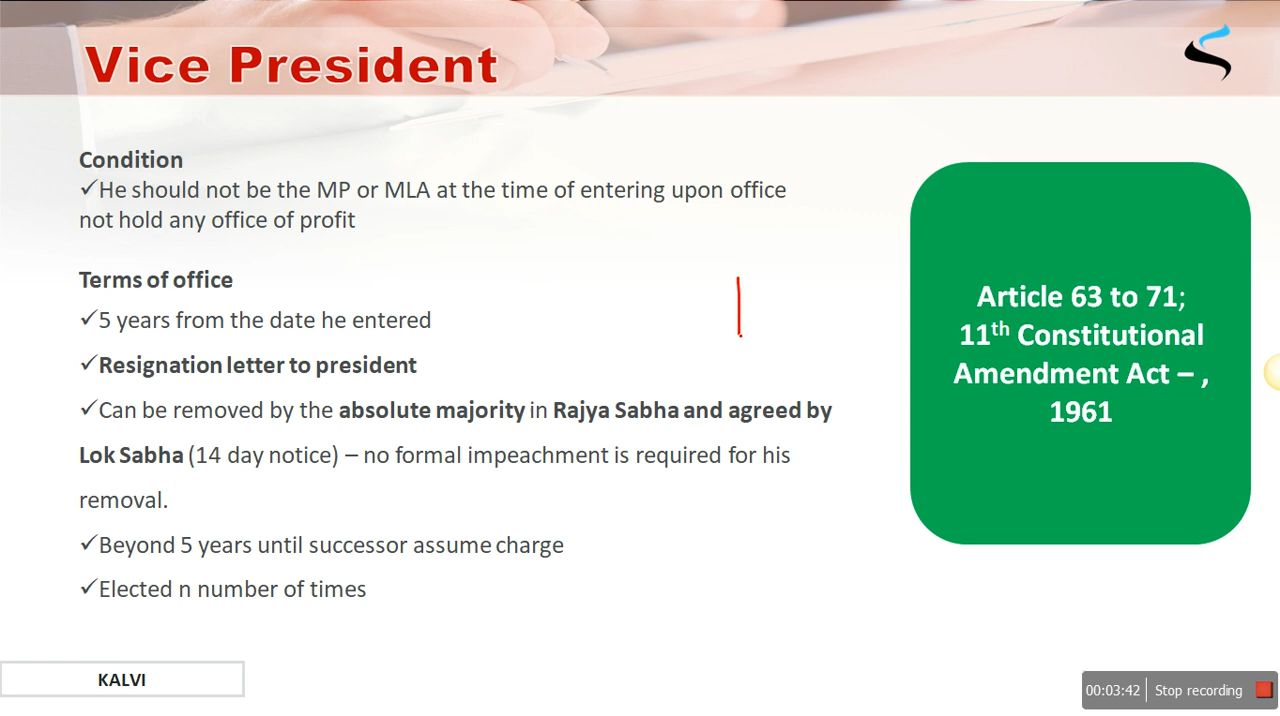 Vice President
Condition
✓He should not be the MP or MLA at the time of entering upon office
not hold any office of profit
Terms of office
✓5 years from the date he entered
✓Resignation letter to president
✓Can be removed by the absolute majority in Rajya Sabha and agreed by
Lok Sabha (14 day notice) – no formal impeachment is required for his
removal.
✓Beyond 5 years until successor assume charge
✓Elected n number of times
Article 63 to 71;
11th Constitutional
Amendment Act – ,
1961
KALVI
00:03:42 Stop recording